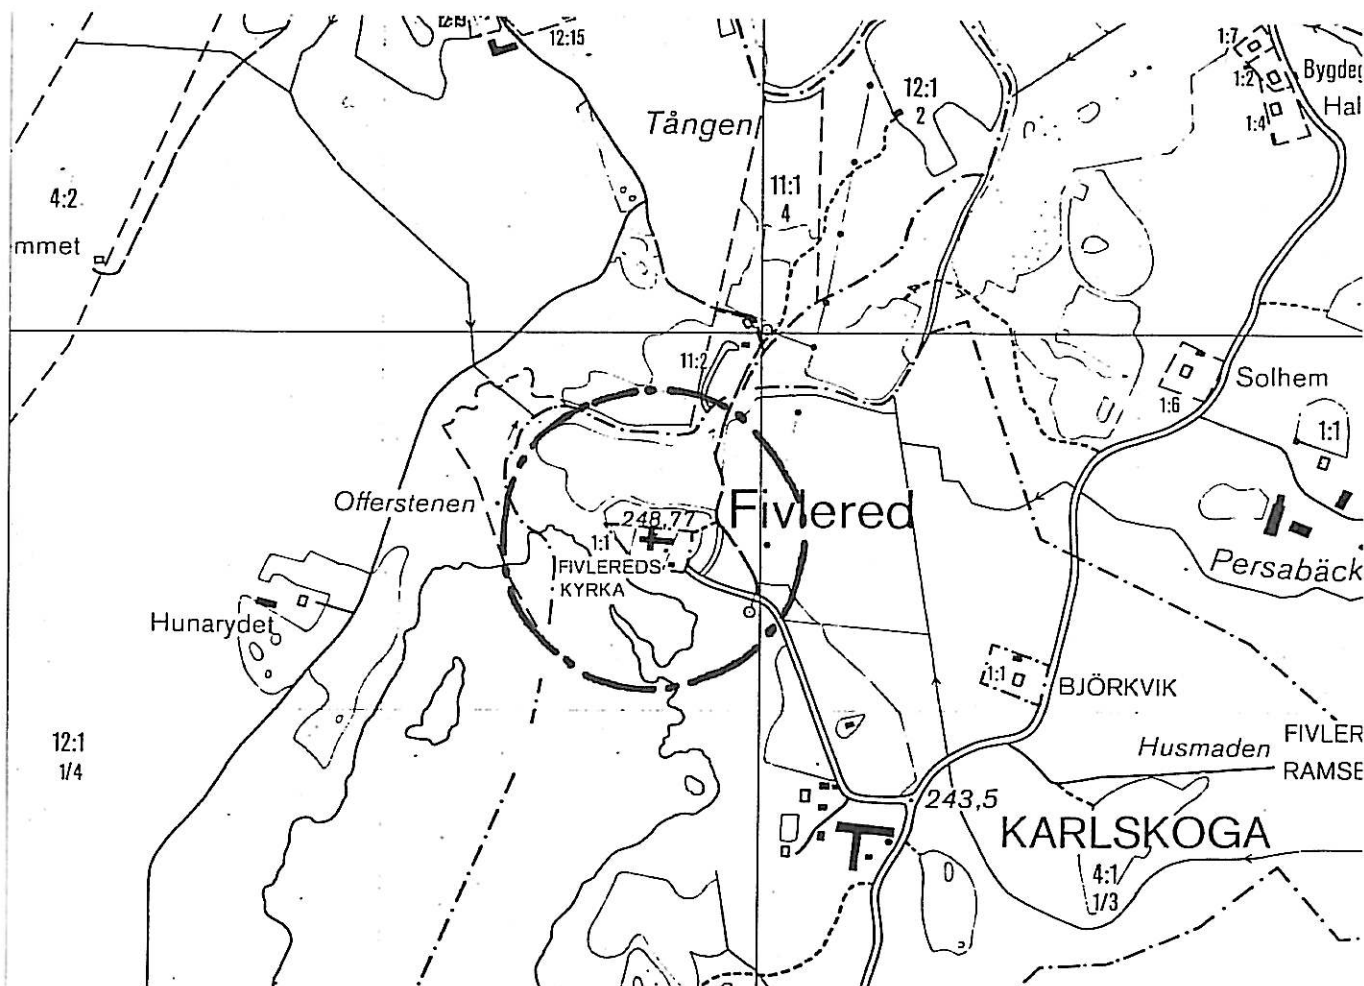 12:15
1:7
Bygdeg
1:2
Hal
12:1
2
1:4
Tången
4:2
11:1
4
mmet
11:2
Solhem
1:6
1:1
Offerstenen
248,77
Fivlered
1:1
FIVLEREDS
KYRKA
Persabäck
Hunarydet
1:1
BJÖRKVIK
12:1
1/4
Husmaden
FIVLER
RAMSE
243,5
KARLSKOGA
4:1
1/3